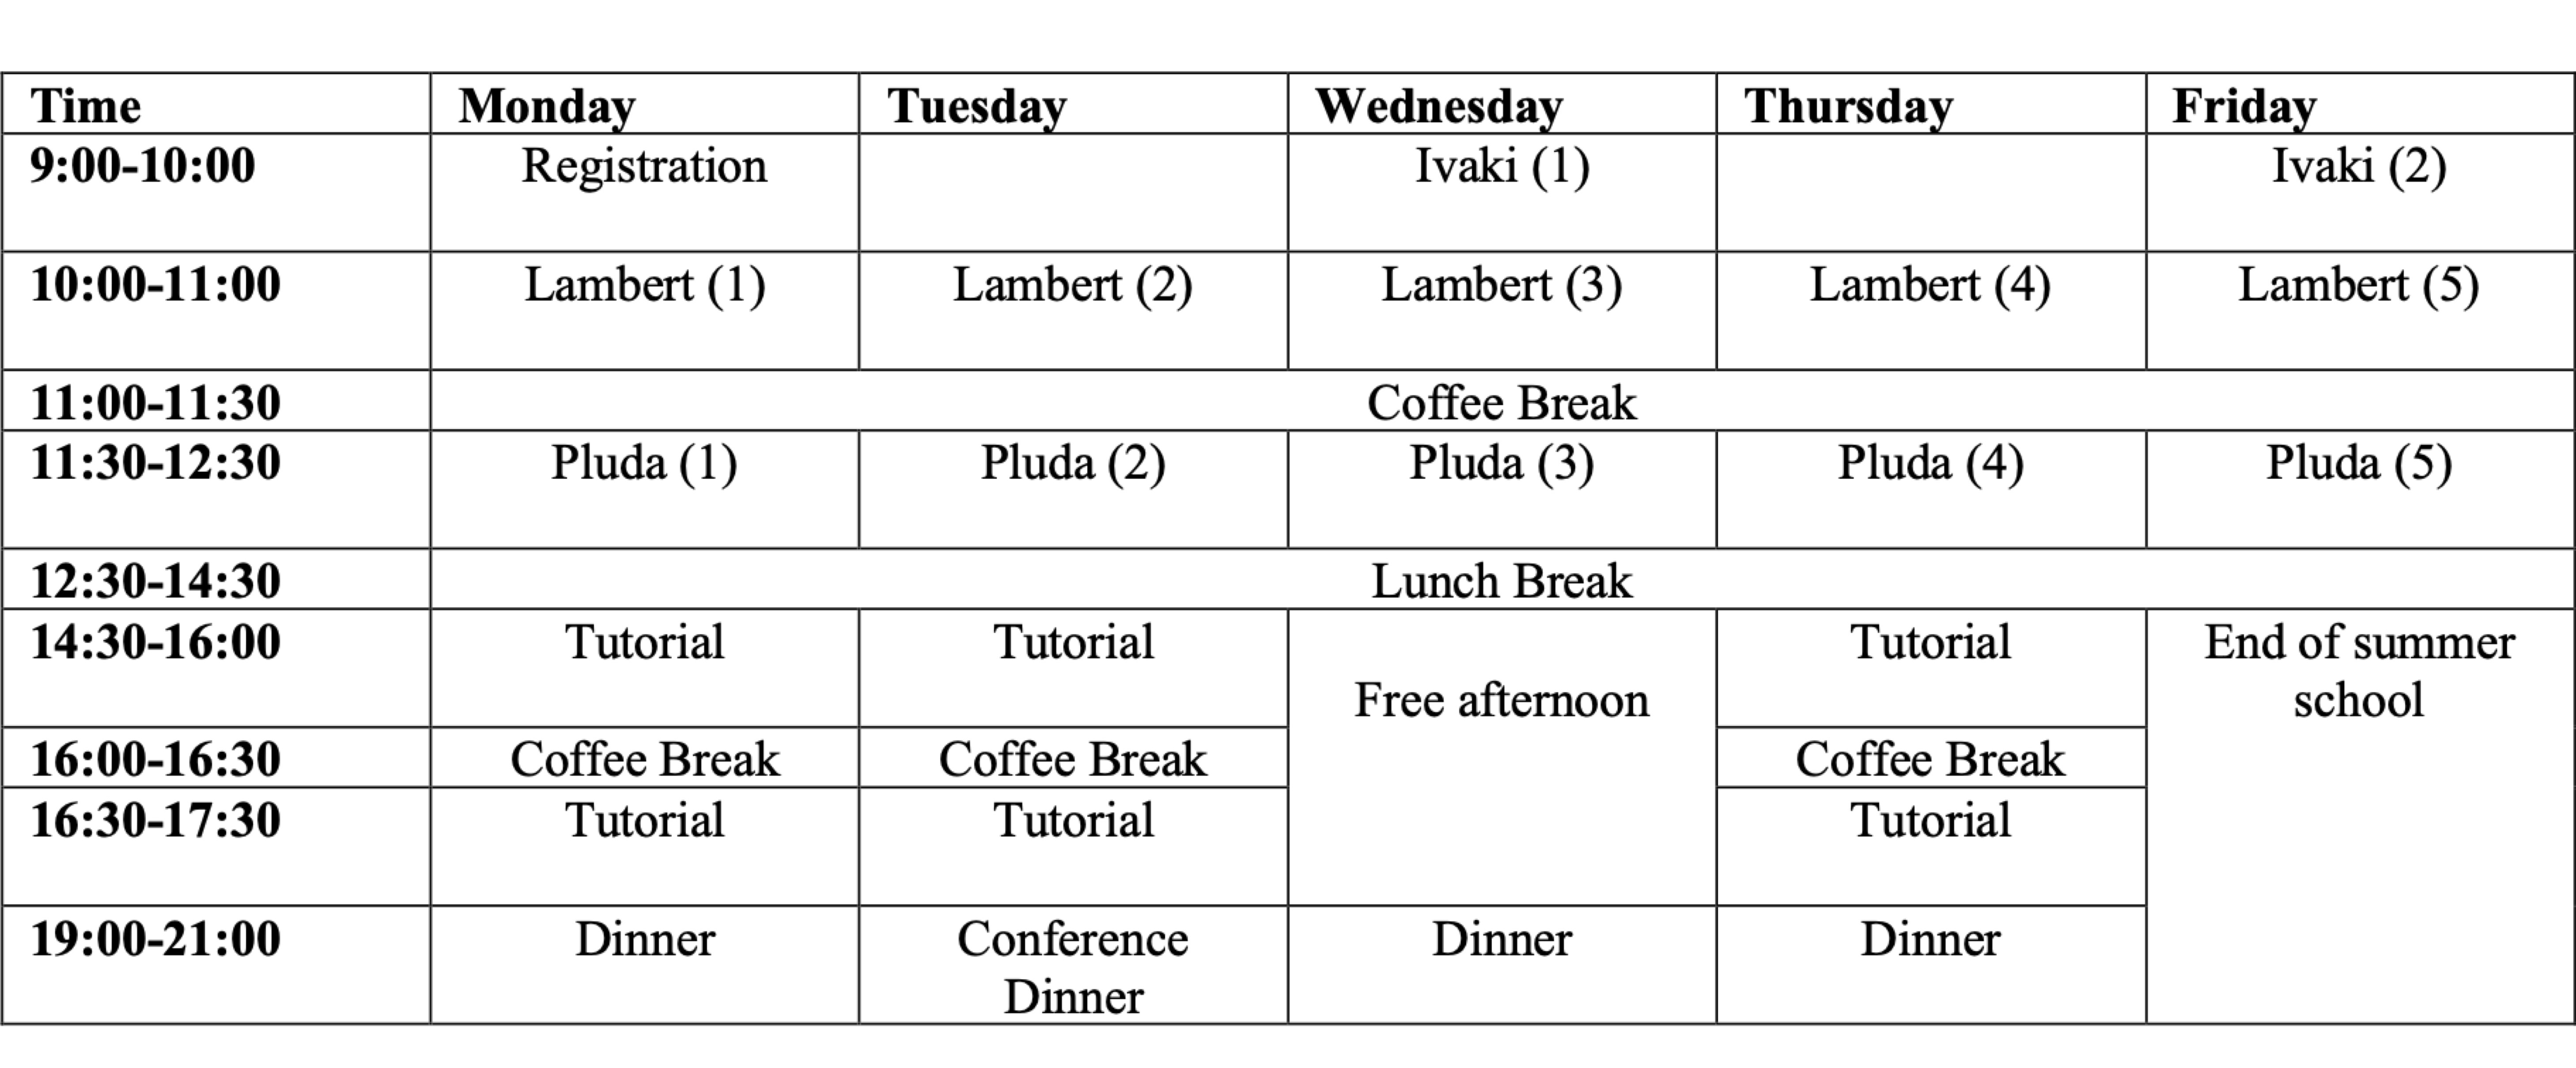 Time Monday Tuesday Wednesday Thursday Friday
9:00-10:00 Registration Ivaki (1) Ivaki (2)
10:00-11:00 Lambert (1) Lambert (2) Lambert (3) Lambert (4) Lambert (5)
11:00-11:30 Coffee Break
11:30-12:30 Pluda (1) Pluda (2) Pluda (3) Pluda (4) Pluda (5)
12:30-14:30 Lunch Break
14:30-16:00 Tutorial Tutorial Tutorial End of summer
Free afternoon school
16:00-16:30 Coffee Break Coffee Break Coffee Break
16:30-17:30 Tutorial Tutorial Tutorial
19:00-21:00 Dinner Conference Dinner Dinner
Dinner